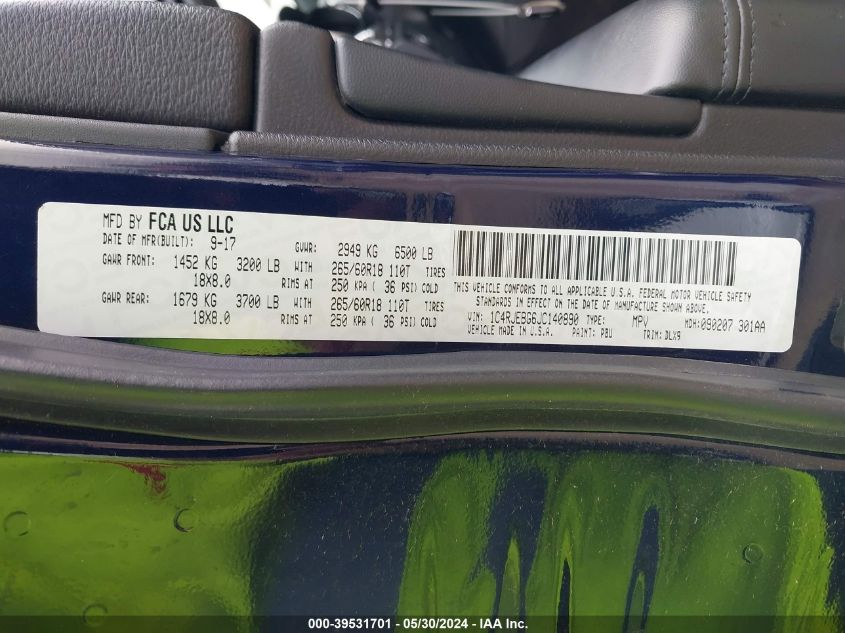 MFD BY FCA US LLC
DATE OF MFR(BUILT): 9-17 GVWR: 2949 KG 6500 LB
GAWR FRONT: 1452 KG 3200 LB WITH 265/60R18 110T TIRES
18X8.0 RIMS AT 250 KPA ( 36 PSI) COLD
GAWR REAR: 1679 KG 3700 LB WITH 265/60R18 110T TIRES
18X8.0 RIMS AT 250 KPA ( 36 PSI) COLD
THIS VEHICLE CONFORMS TO ALL APPLICABLE U.S.A. FEDERAL MOTOR VEHICLE SAFETY
STANDARDS IN EFFECT ON THE DATE OF MANUFACTURE SHOWN ABOVE.
VIN: 1C4RJEBG6JC140890 TYPE: MPV MDH:090207 301AA
VEHICLE MADE IN U.S.A. PAINT: PBU TRIM: DLX9
000-39531701 - 05/30/2024 - IAA Inc.